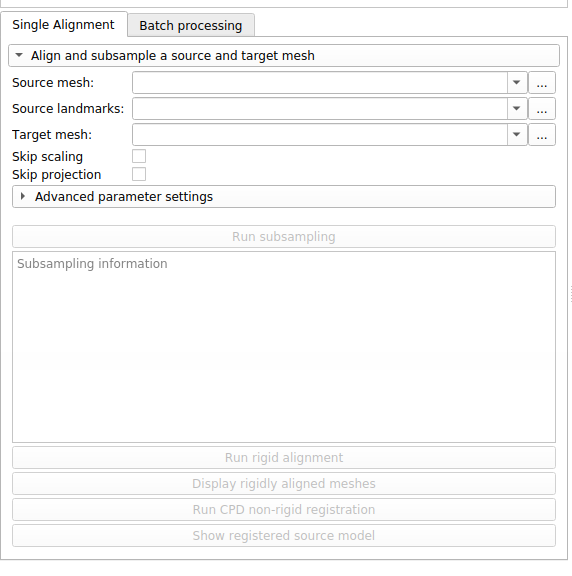 Single Alignment
Batch processing
Align and subsample a source and target mesh
Source mesh:
...
Source landmarks:
...
Target mesh:
...
Skip scaling
Skip projection
Advanced parameter settings
Run subsampling
Subsampling information
Run rigid alignment
Display rigidly aligned meshes
Run CPD non-rigid registration
Show registered source model